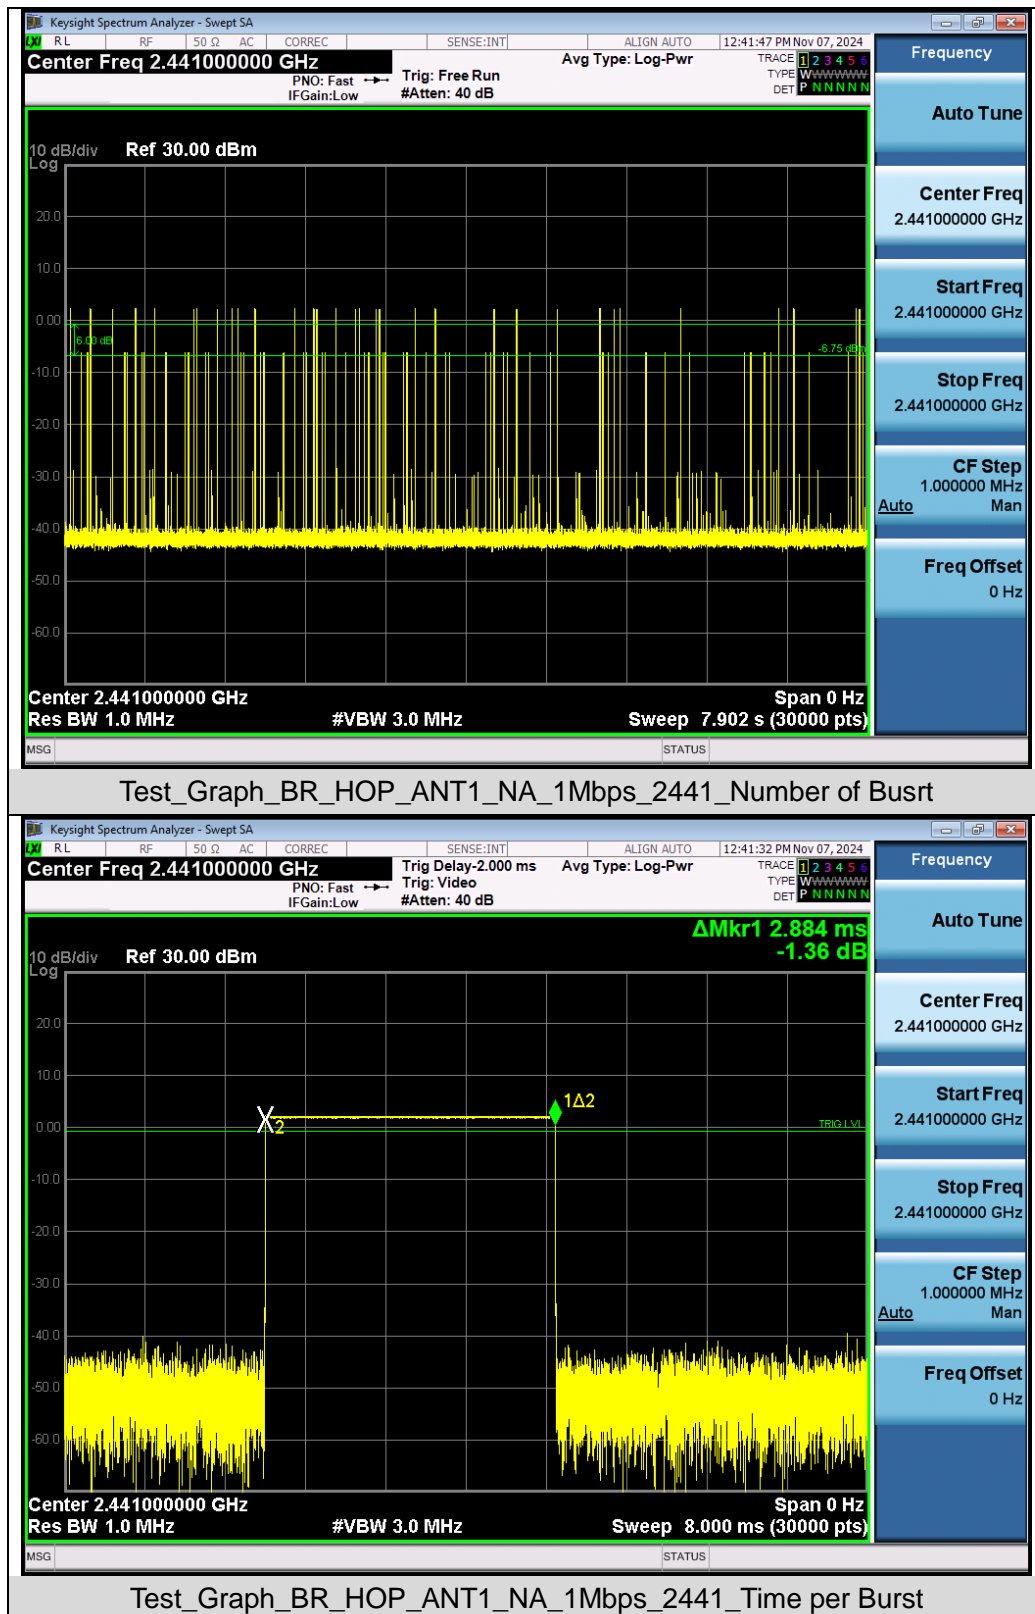 Keysight Spectrum Analyzer - Swept SA
LXI RL RF 50 Ω AC CORREC SENSE:INT ALIGN AUTO 12:41:47 PM Nov 07, 2024
Center Freq 2.441000000 GHz
PNO: Fast
IFGain:Low
Trig: Free Run
#Atten: 40 dB
Avg Type: Log-Pwr
TRACE 1 2 3 4 5 6
TYPE WWWWWW
DET P N N N N N
10 dB/div
Log
Ref 30.00 dBm
20.0
10.0
0.00
6.00 dB
-6.75 dBm
-10.0
-20.0
-30.0
-40.0
-50.0
-60.0
Center 2.441000000 GHz Span 0 Hz
Res BW 1.0 MHz #VBW 3.0 MHz Sweep 7.902 s (30000 pts)
MSG STATUS
Frequency
Auto Tune
Center Freq
2.441000000 GHz
Start Freq
2.441000000 GHz
Stop Freq
2.441000000 GHz
CF Step
1.000000 MHz
Auto Man
Freq Offset
0 Hz
Test_Graph_BR_HOP_ANT1_NA_1Mbps_2441_Number of Busrt
Keysight Spectrum Analyzer - Swept SA
LXI RL RF 50 Ω AC CORREC SENSE:INT ALIGN AUTO 12:41:32 PM Nov 07, 2024
Center Freq 2.441000000 GHz
PNO: Fast
IFGain:Low
Trig Delay-2.000 ms
Trig: Video
#Atten: 40 dB
Avg Type: Log-Pwr
TRACE 1 2 3 4 5 6
TYPE WWWWWW
DET P N N N N N
ΔMkr1 2.884 ms
-1.36 dB
10 dB/div
Log
Ref 30.00 dBm
20.0
10.0
1Δ2
2
0.00
TRIG LVL
-10.0
-20.0
-30.0
-40.0
-50.0
-60.0
Center 2.441000000 GHz Span 0 Hz
Res BW 1.0 MHz #VBW 3.0 MHz Sweep 8.000 ms (30000 pts)
MSG STATUS
Frequency
Auto Tune
Center Freq
2.441000000 GHz
Start Freq
2.441000000 GHz
Stop Freq
2.441000000 GHz
CF Step
1.000000 MHz
Auto Man
Freq Offset
0 Hz
Test_Graph_BR_HOP_ANT1_NA_1Mbps_2441_Time per Burst